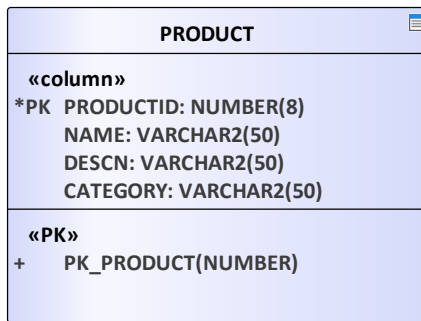 PRODUCT
«column»
*PK PRODUCTID: NUMBER(8)
NAME: VARCHAR2(50)
DESCN: VARCHAR2(50)
CATEGORY: VARCHAR2(50)
«PK»
+ PK_PRODUCT(NUMBER)